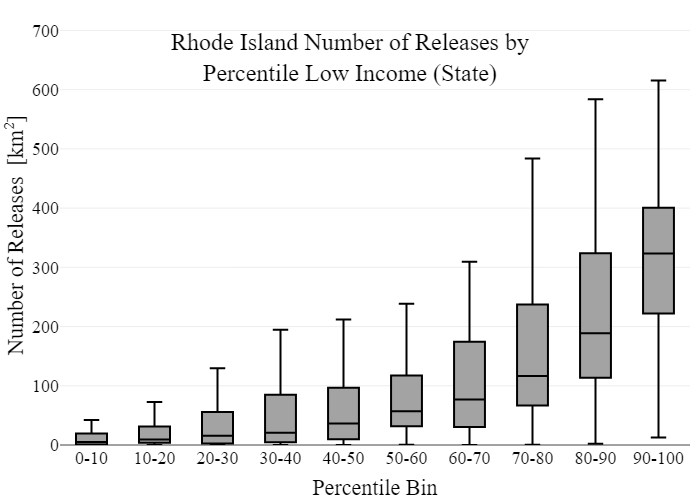 Rhode Island Number of Releases by
Percentile Low Income (State)
Number of Releases [km²]
700
600
500
400
300
200
100
0
0-10 10-20 20-30 30-40 40-50 50-60 60-70 70-80 80-90 90-100
Percentile Bin